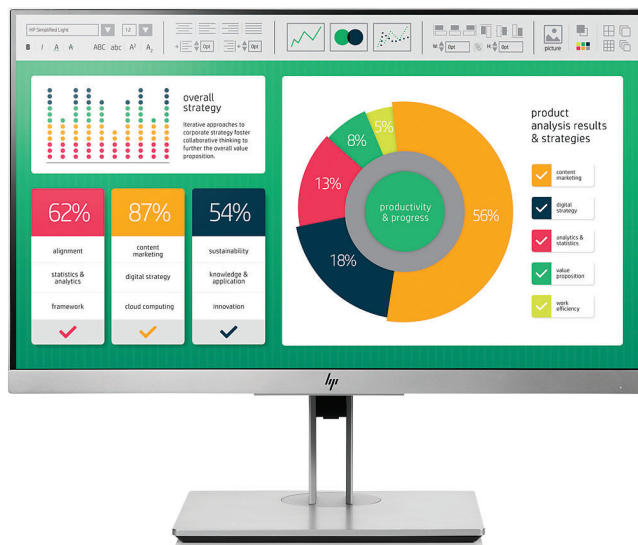 HP Simplified Light
12
B I A A ABC abc A² A₂
0pt
0pt
W: 0pt H: 0pt
picture
overall
strategy
Iterative approaches to
corporate strategy foster
collaborative thinking to
further the overall value
proposition.
62%
alignment
statistics &
analytics
framework
87%
content
marketing
digital strategy
cloud computing
54%
sustainability
knowledge &
application
innovation
5%
8%
13%
18%
56%
productivity
& progress
product
analysis results
& strategies
content
marketing
digital
strategy
analytics &
statistics
value
proposition
work
efficiency
hp